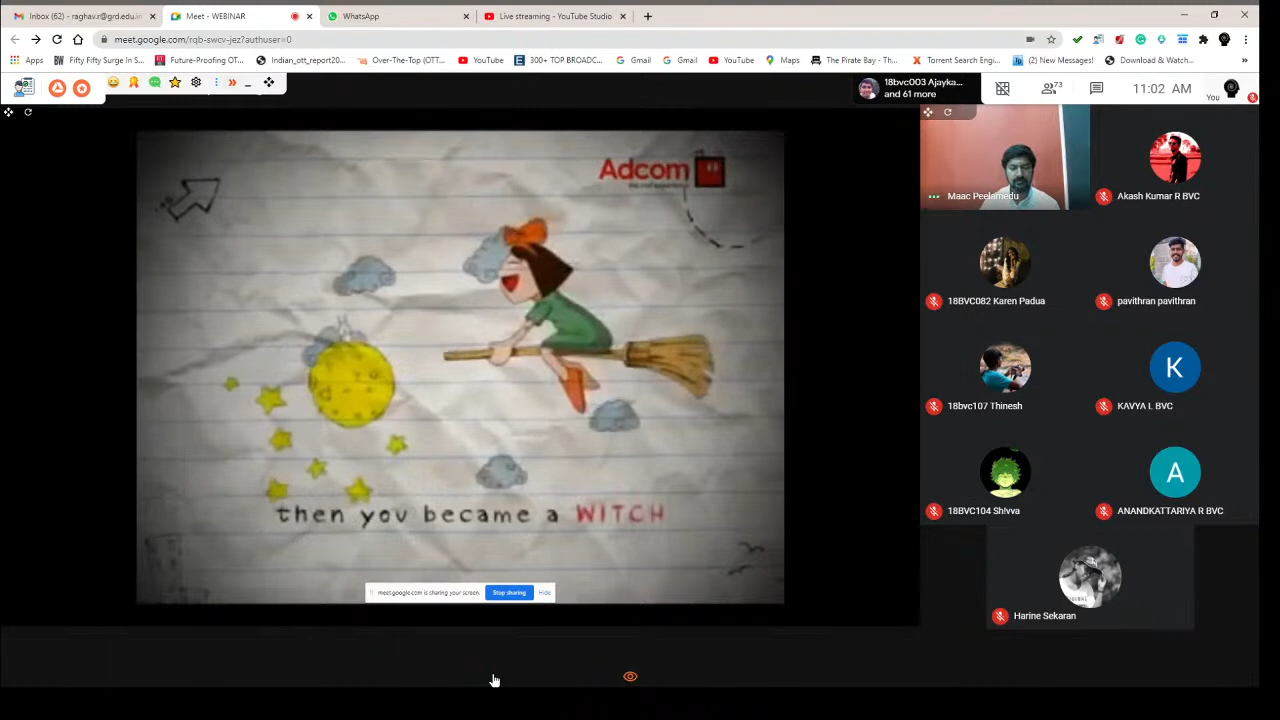 Inbox (62) - raghav.r@grd.edu.in
Meet - WEBINAR
WhatsApp
Live streaming - YouTube Studio
meet.google.com/rqb-swcv-jez?authuser=0
Apps
Fifty Fifty Surge In S...
Future-Proofing OT...
Indian_ott_report20...
Over-The-Top (OTT...
YouTube
300+ TOP BROADC...
Gmail
Gmail
YouTube
Maps
The Pirate Bay - Th...
Torrent Search Engi...
(2) New Messages!
Download & Watch...
18bvc003 Ajayka...
and 61 more
73
11:02 AM
You
Adcom
Maac Peelamedu
Akash Kumar R BVC
18BVC082 Karen Padua
pavithran pavithran
18bvc107 Thinesh
K
KAVYA L BVC
18BVC104 Sh!vva
A
ANANDKATTARIYA R BVC
Harine Sekaran
then you became a WITCH
meet.google.com is sharing your screen.
Stop sharing
Hide